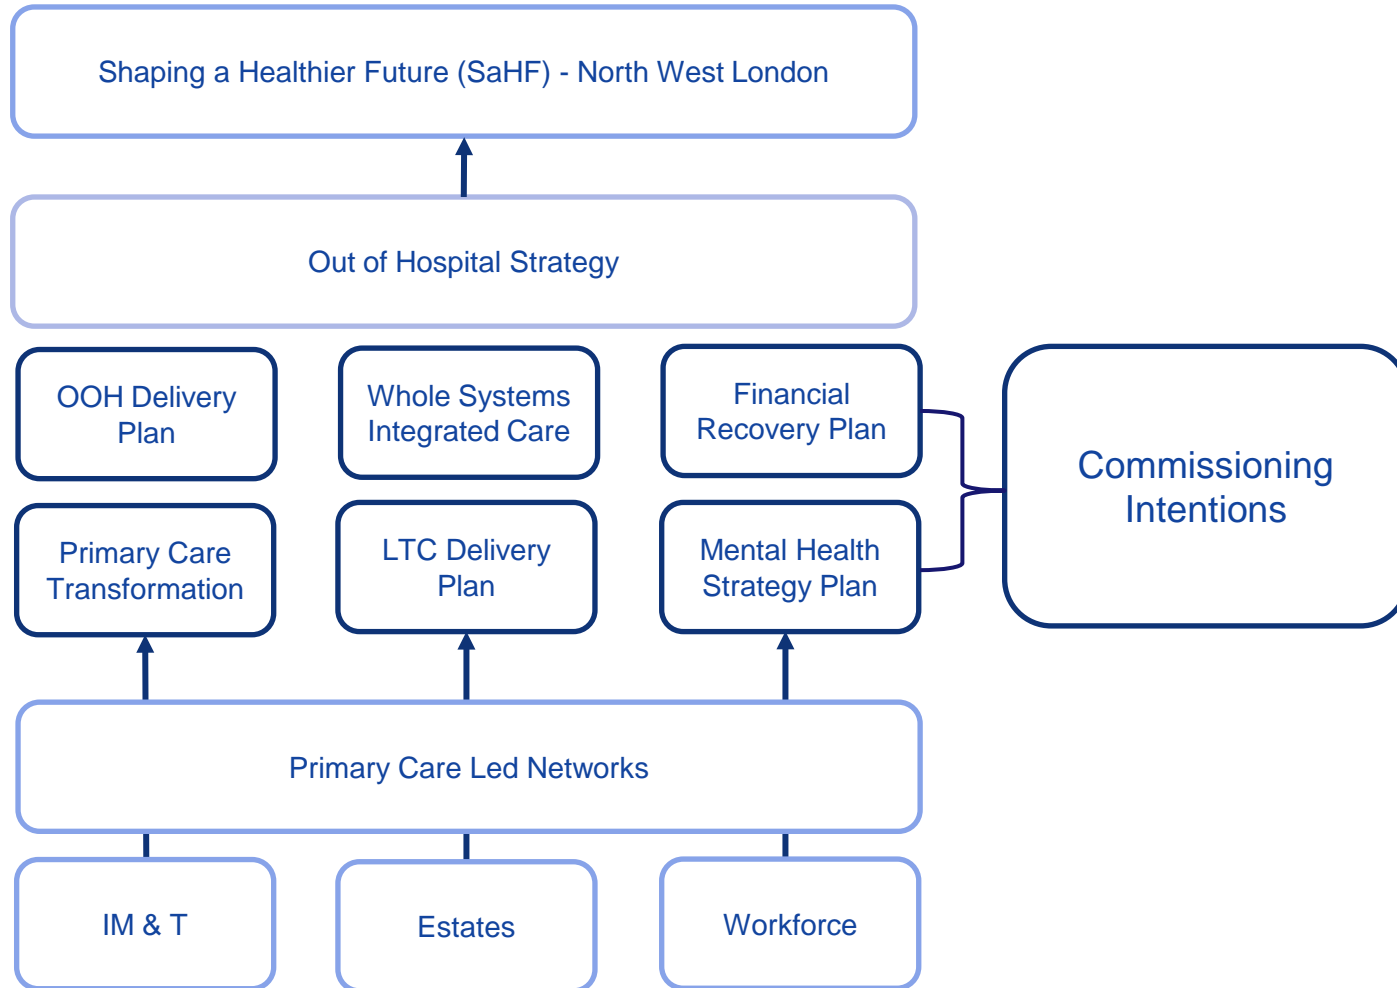 Shaping a Healthier Future (SaHF) - North West London
Out of Hospital Strategy
OOH Delivery
Plan
Whole Systems
Integrated Care
Financial
Recovery Plan
Commissioning
Intentions
Primary Care
Transformation
LTC Delivery
Plan
Mental Health
Strategy Plan
Primary Care Led Networks
IM & T
Estates
Workforce